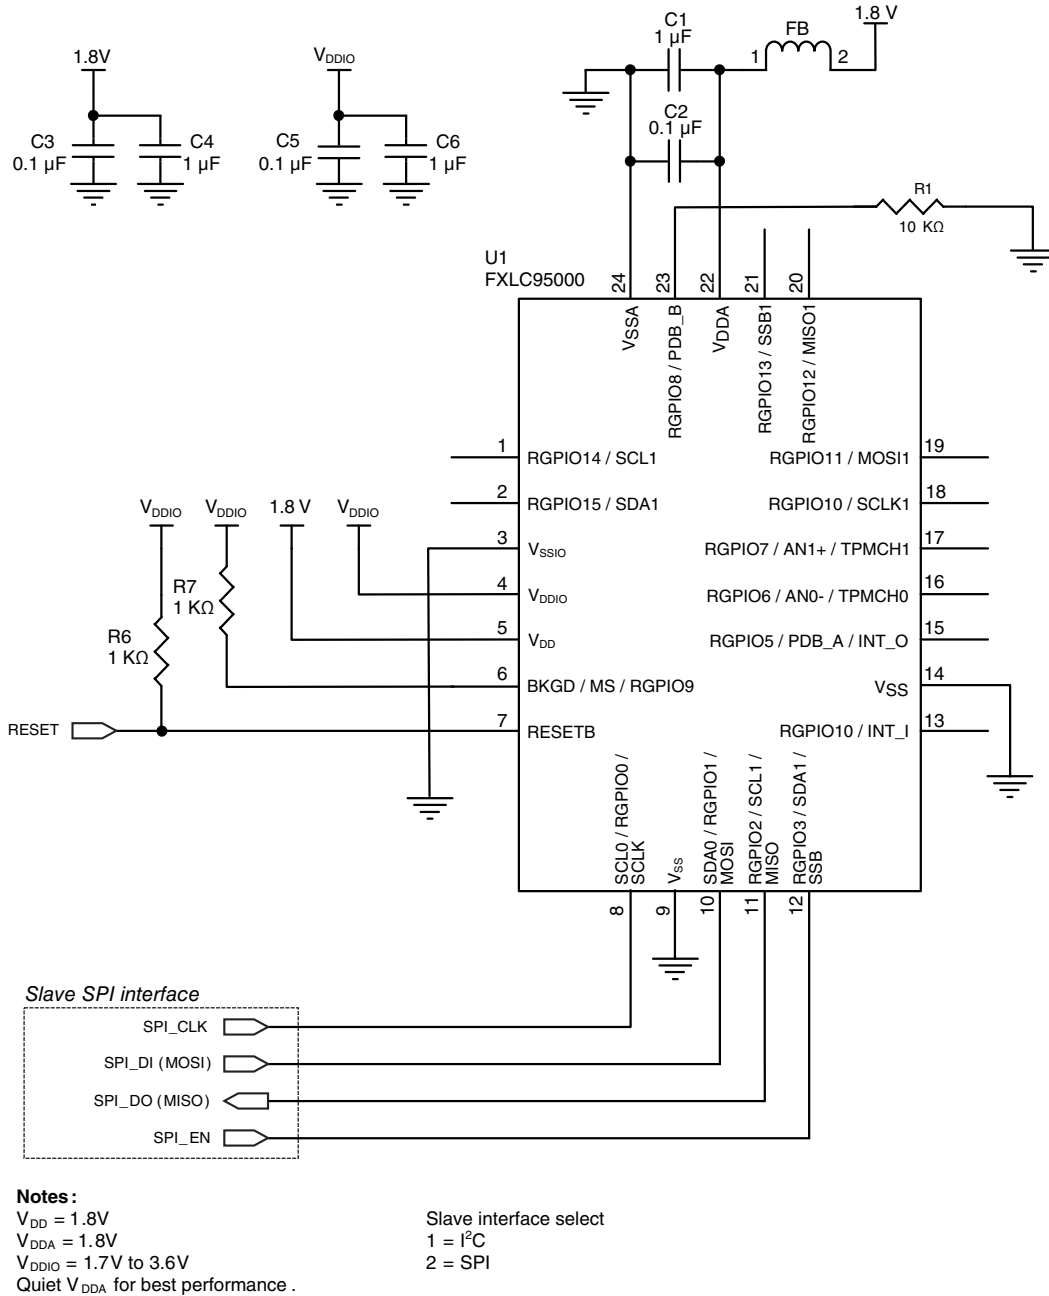 1.8V
C3
0.1 µF
C4
1 µF
VDDIO
C5
0.1 µF
C6
1 µF
C1
1 µF
C2
0.1 µF
1
FB
2
1.8 V
R1
10 KΩ
U1
FXLC95000
24
23
22
21
20
VSSA
RGPIO8 / PDB_B
VDDA
RGPIO13 / SSB1
RGPIO12 / MISO1
1
RGPIO14 / SCL1
2
RGPIO15 / SDA1
3
VSSIO
4
VDDIO
5
VDD
6
BKGD / MS / RGPIO9
7
RESETB
RGPIO11 / MOSI1
19
RGPIO10 / SCLK1
18
RGPIO7 / AN1+ / TPMCH1
17
RGPIO6 / AN0- / TPMCH0
16
RGPIO5 / PDB_A / INT_O
15
VSS
14
RGPIO10 / INT_I
13
VDDIO
VDDIO
1.8 V
VDDIO
R7
1 KΩ
R6
1 KΩ
RESET
SCL0 / RGPIO0 /
SCLK
VSS
SDA0 / RGPIO1 /
MOSI
RGPIO2 / SCL1 /
MISO
RGPIO3 / SDA1 /
SSB
8
9
10
11
12
Slave SPI interface
SPI_CLK
SPI_DI (MOSI)
SPI_DO (MISO)
SPI_EN
Notes :
VDD = 1.8V
VDDA = 1.8V
VDDIO = 1.7V to 3.6V
Quiet VDDA for best performance .
Slave interface select
1 = I²C
2 = SPI